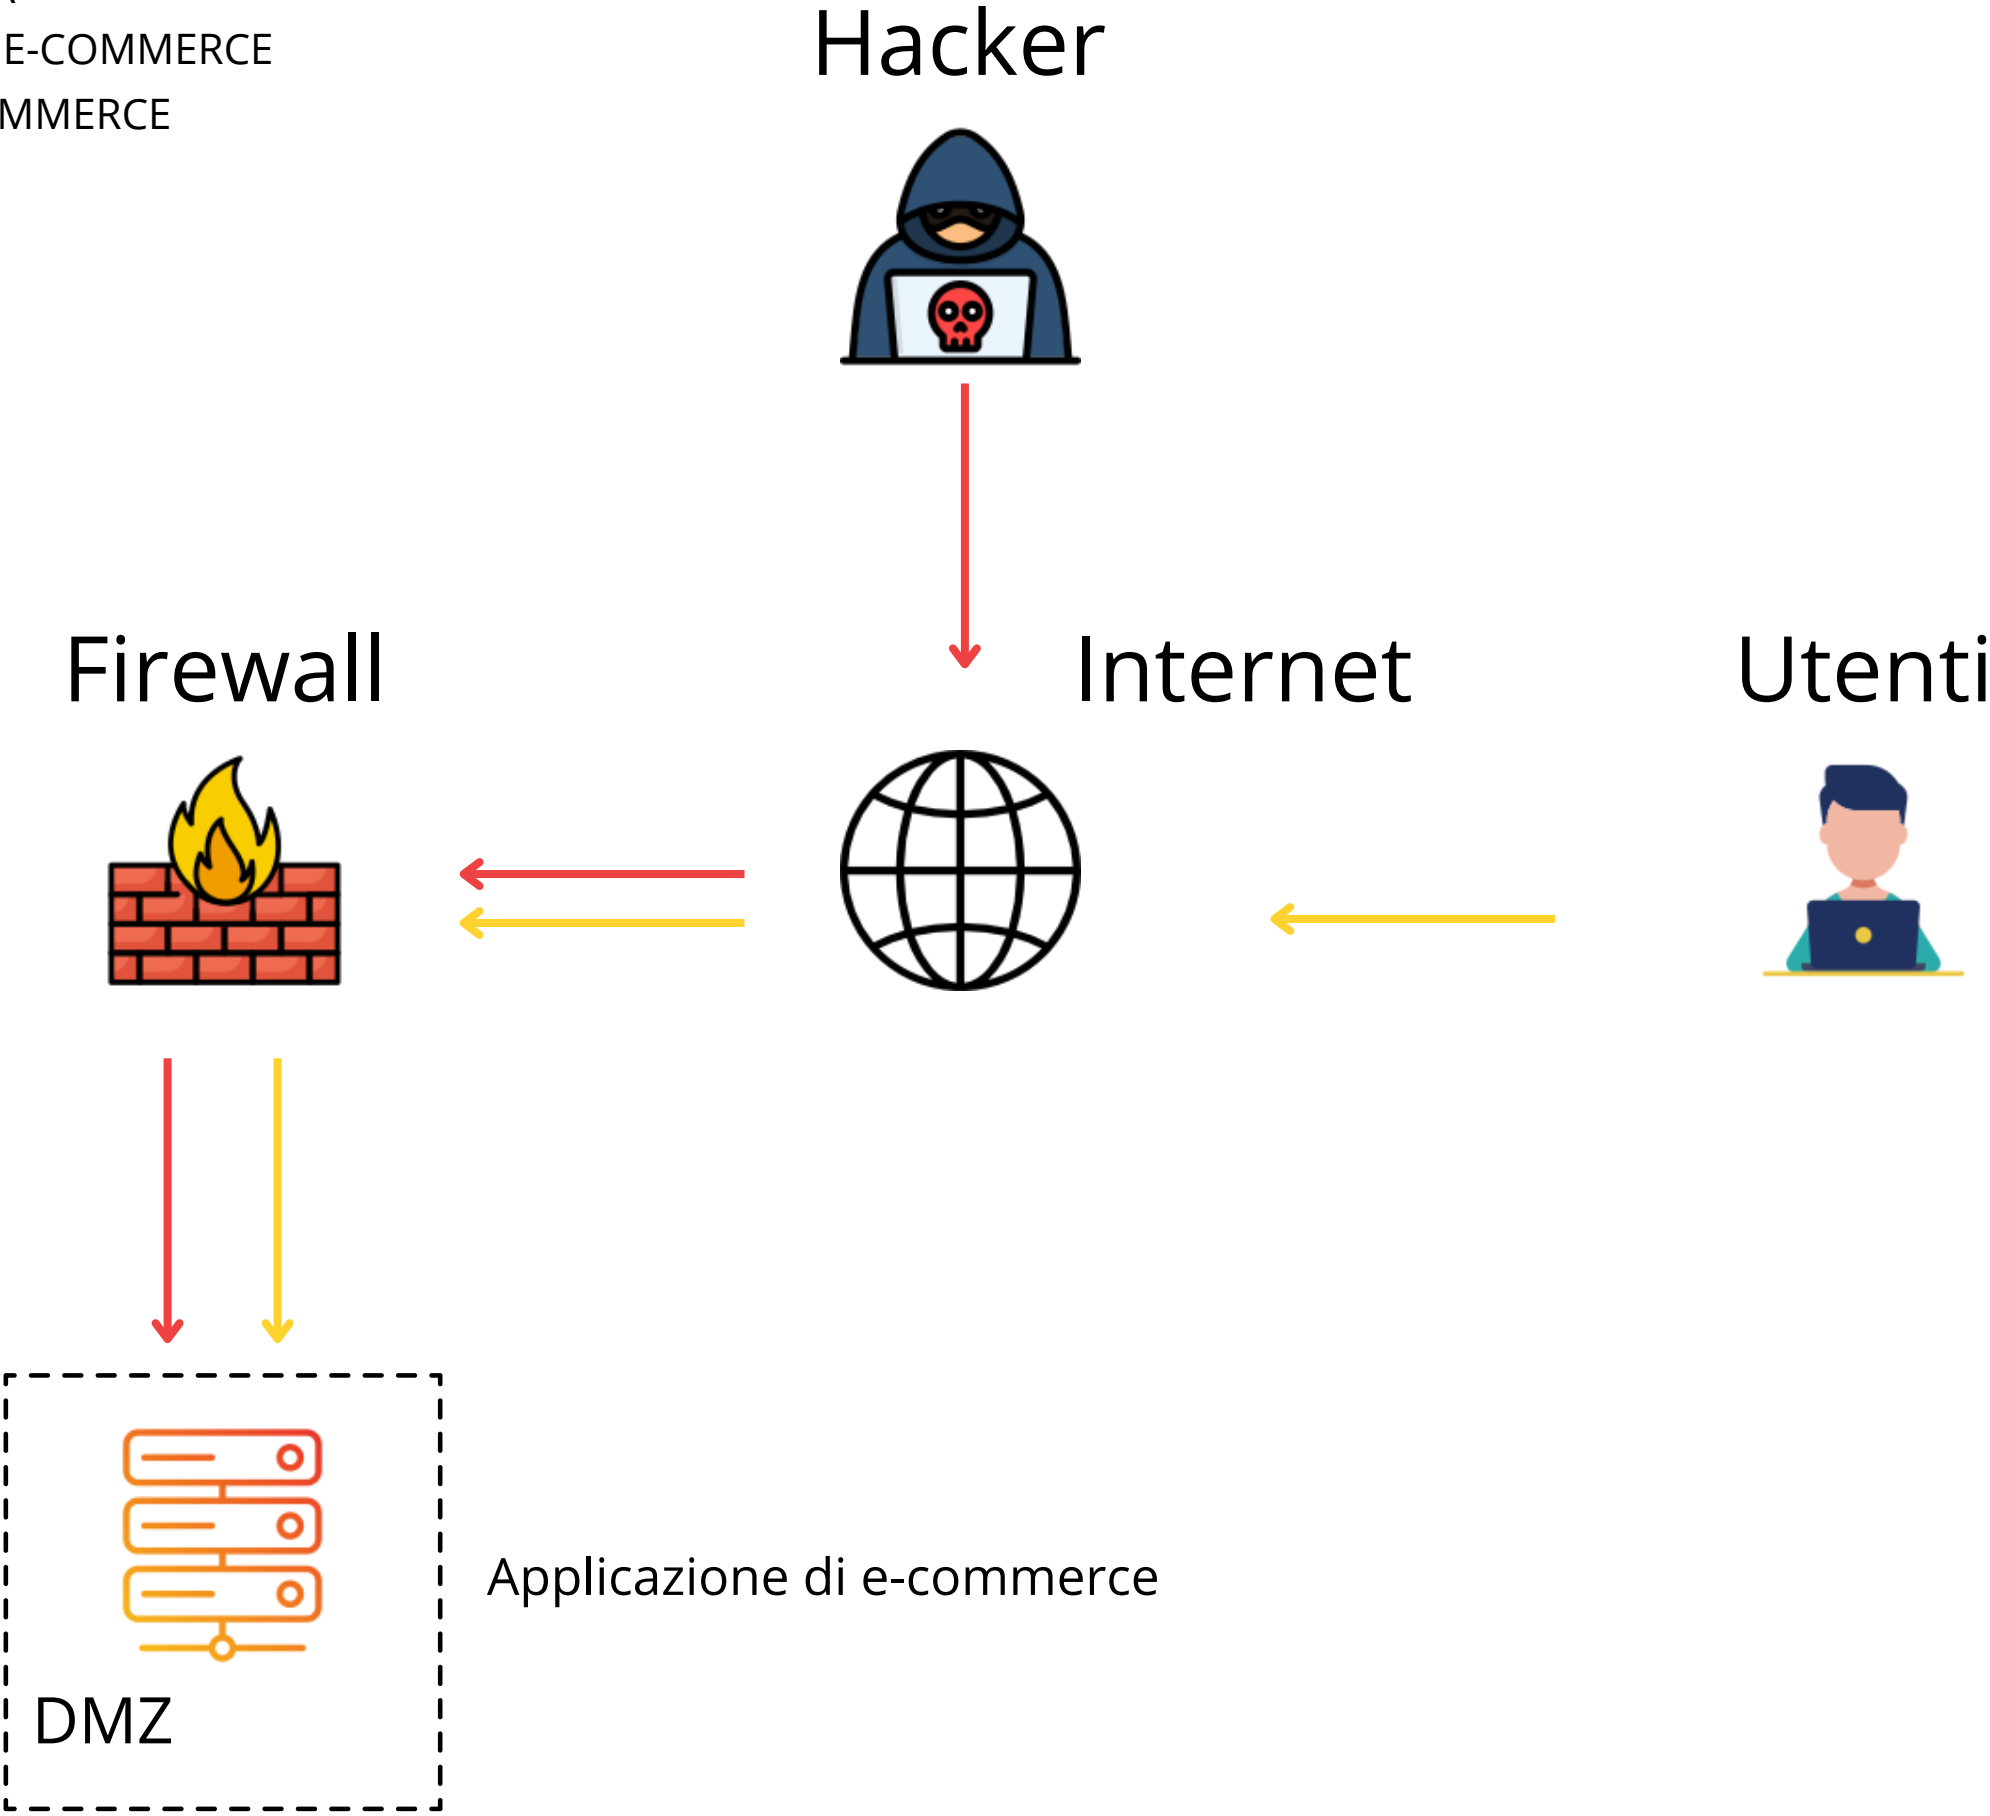 E-COMMERCE
MMERCE
Hacker
Firewall
Internet
Utenti
Applicazione di e-commerce
DMZ